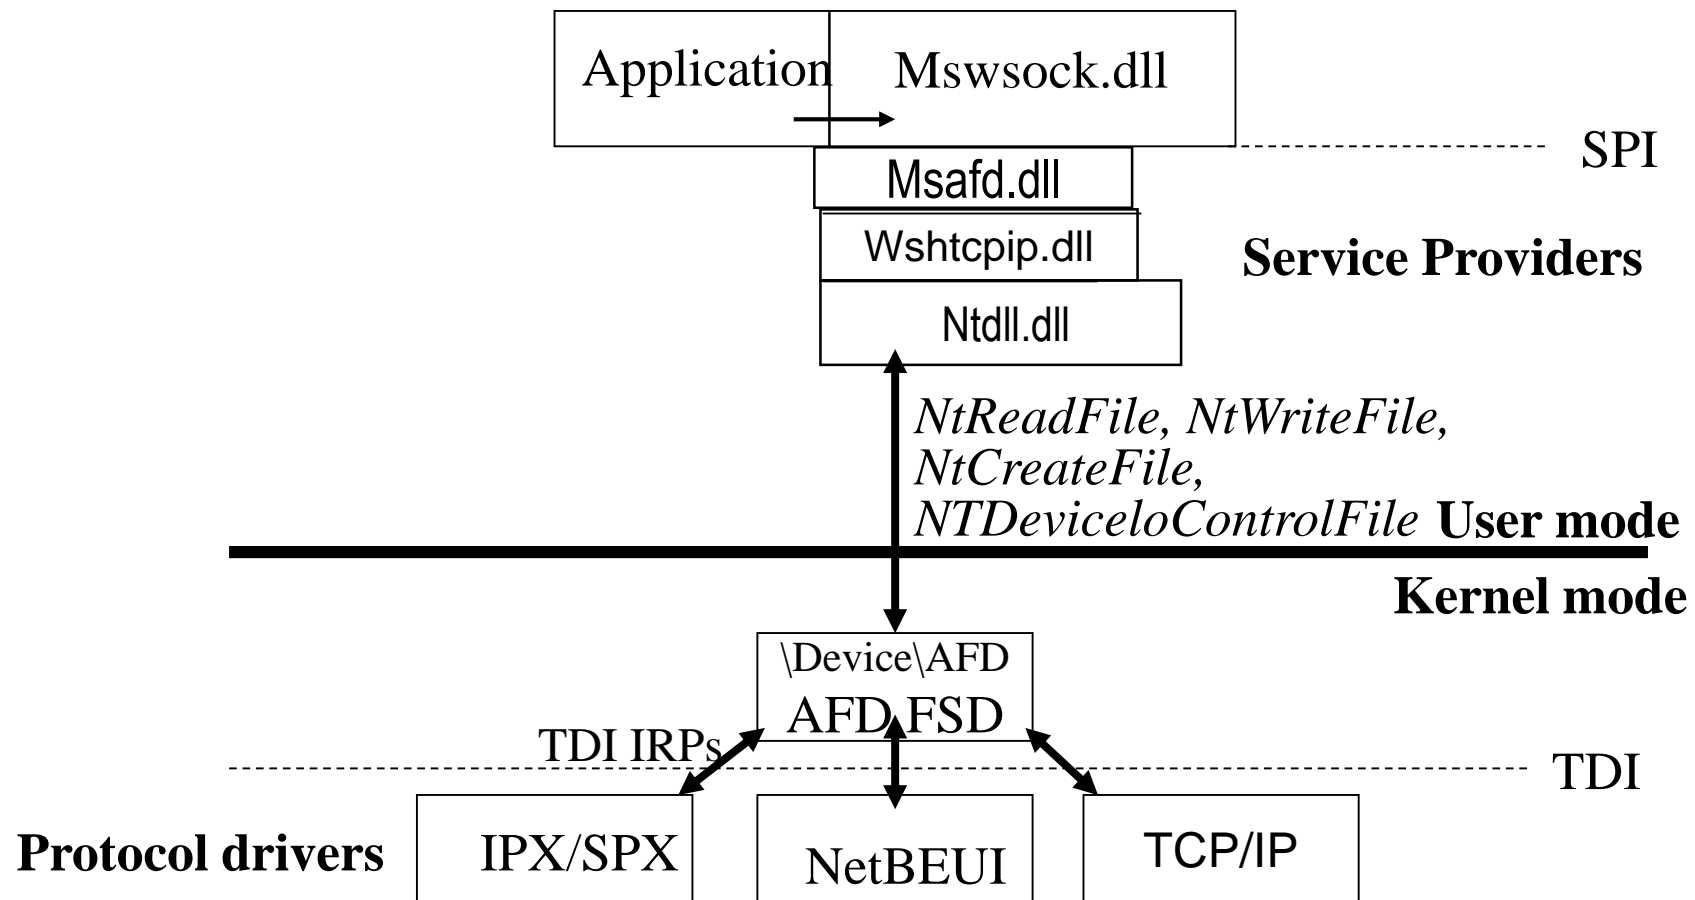 Application
Mswsock.dll
SPI
Msafd.dll
Wshtcpip.dll
Service Providers
Ntdll.dll
NtReadFile, NtWriteFile,
NtCreateFile,
NTDeviceloControlFile
User mode
Kernel mode
\Device\AFD
AFD FSD
TDI IRPs
TDI
Protocol drivers
IPX/SPX
NetBEUI
TCP/IP